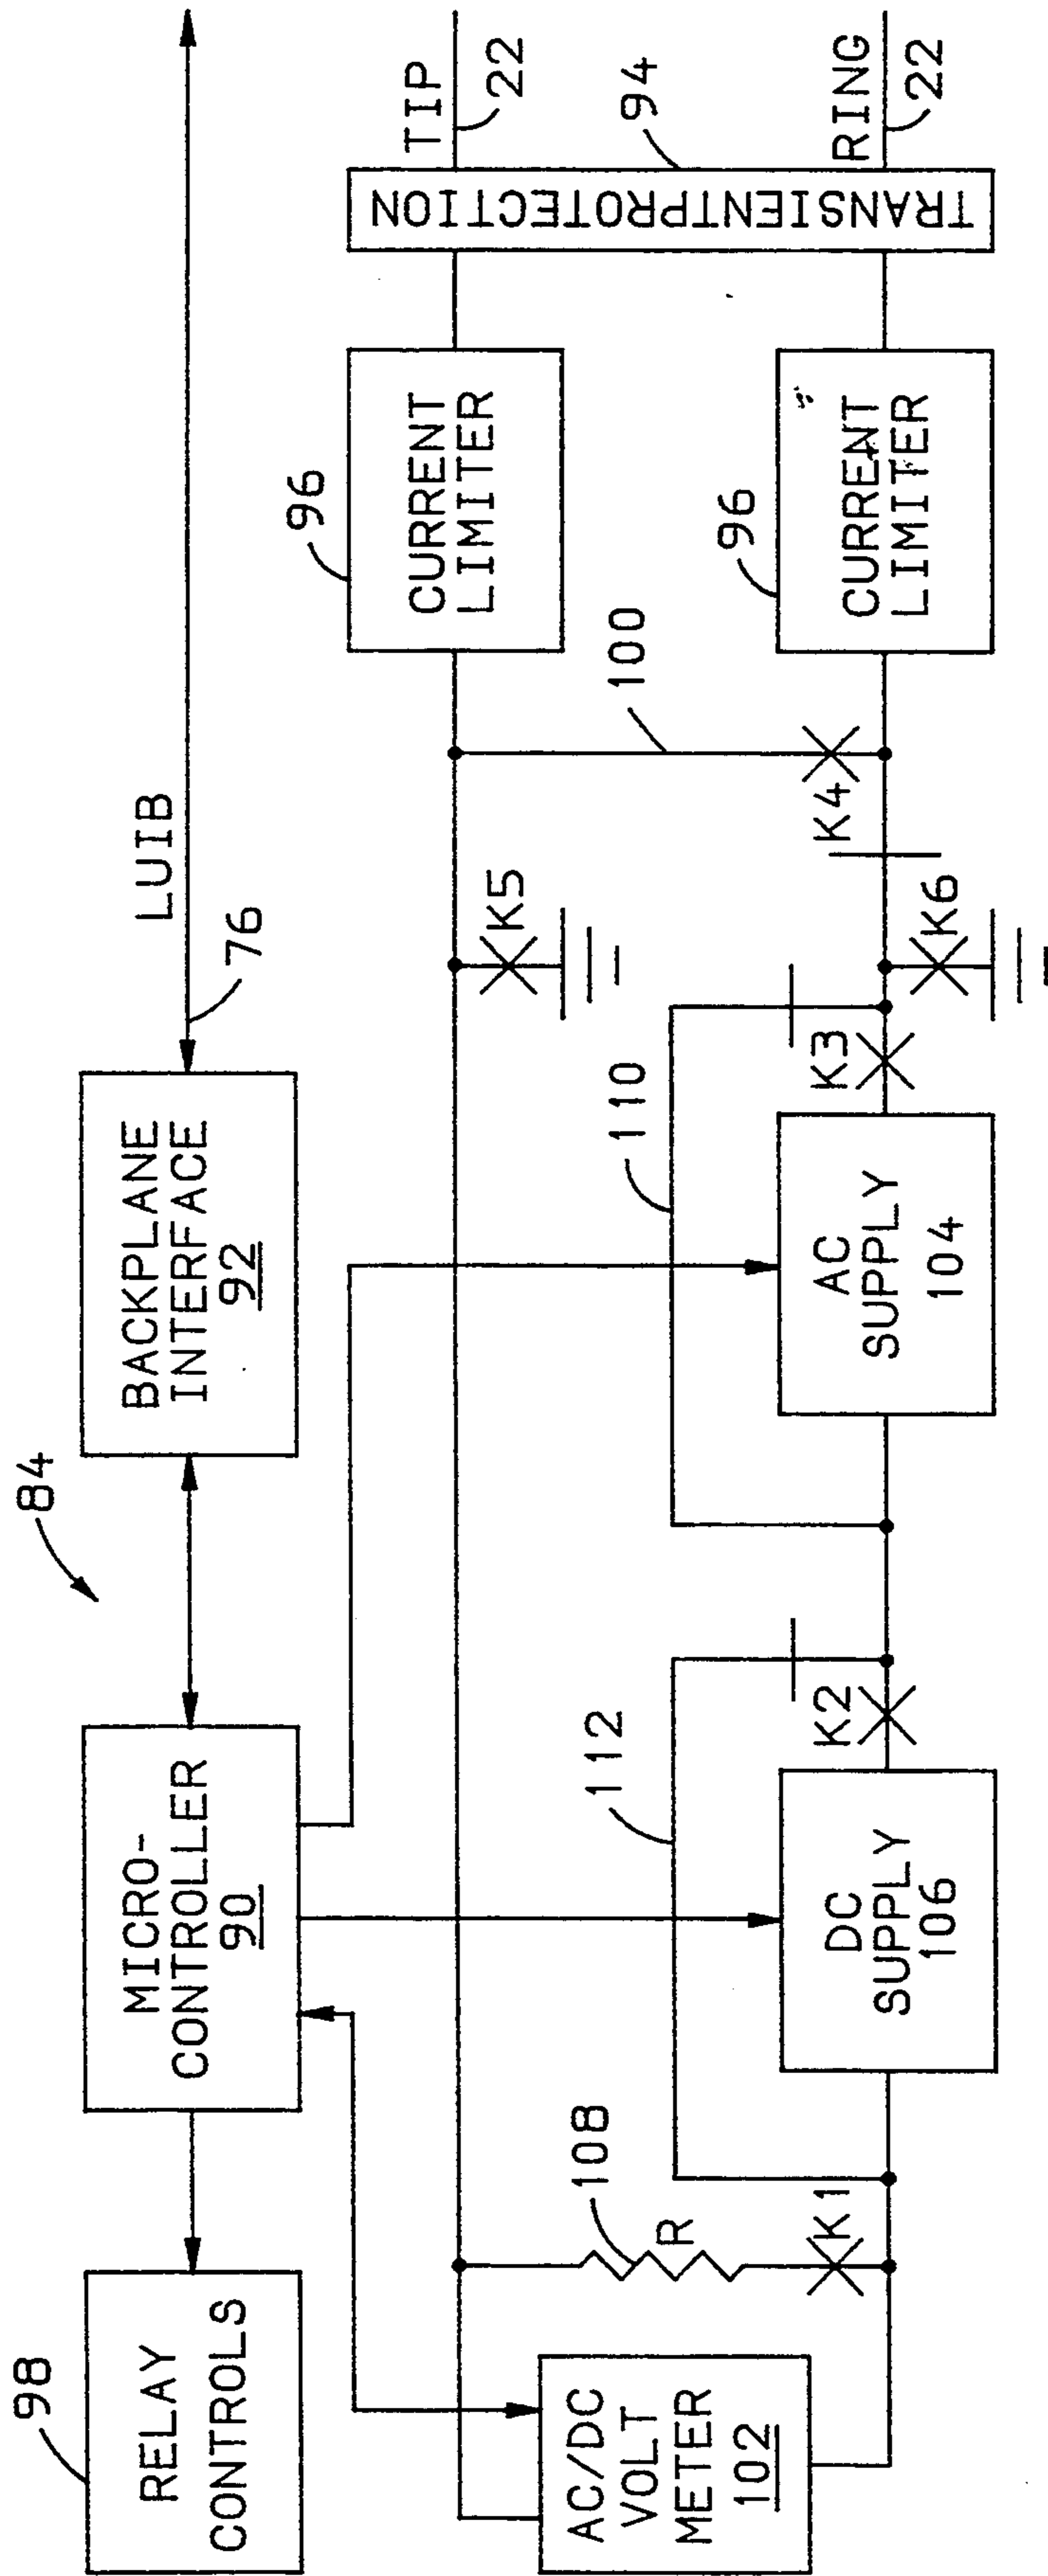 84
98
RELAY
CONTROLS
MICRO-
CONTROLLER
90
BACKPLANE
INTERFACE
92
LUIB
76
TIP
22
AC/DC
VOLT
METER
102
108
R
K1
112
DC
SUPPLY
106
K2
110
AC
SUPPLY
104
K3
K5
K6
100
K4
96
CURRENT
LIMITER
96
CURRENT
LIMITER
TRANSIENTPROTECTION
94
RING
22